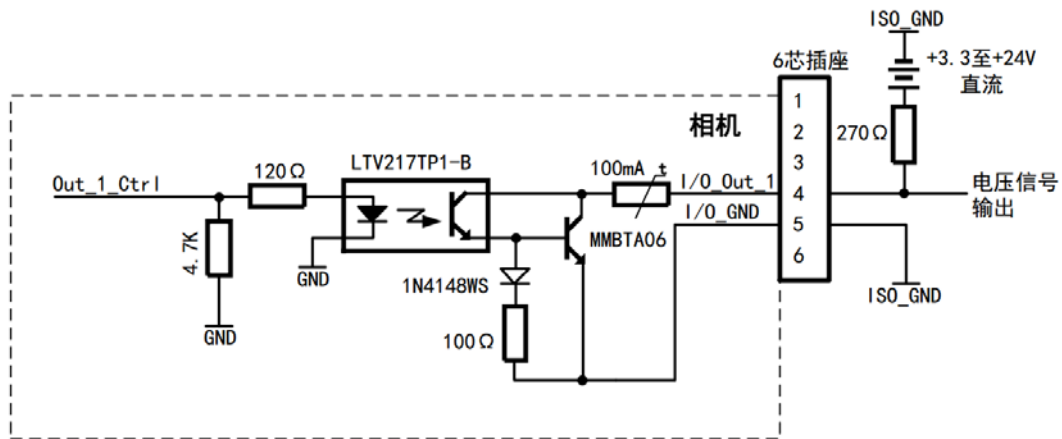 ISO_GND
6芯插座
+3.3至+24V
直流
1
2
3
4
5
6
相机
270Ω
LTV217TP1-B
120Ω
Out_1_Ctrl
100mA
t
I/O_Out_1
电压信号
输出
I/O_GND
MMBTA06
4.7K
GND
GND
1N4148WS
100Ω
ISO_GND